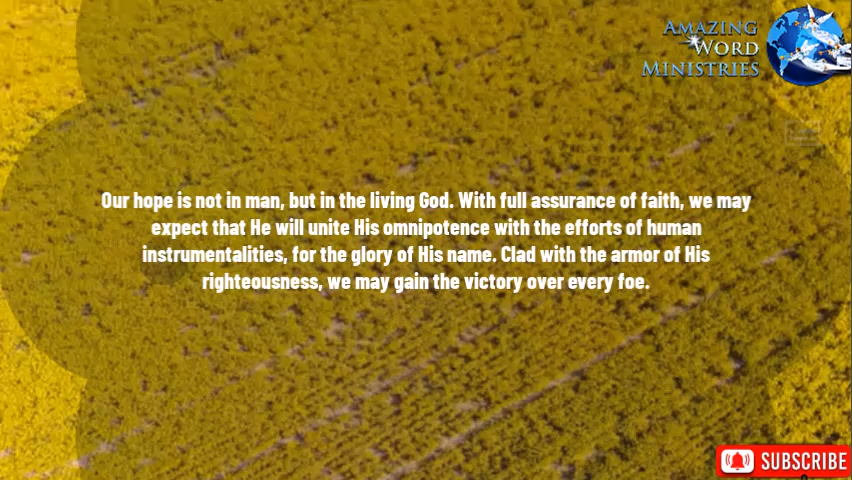 AMAZING
WORD
MINISTRIES
Our hope is not in man, but in the living God. With full assurance of faith, we may
expect that He will unite His omnipotence with the efforts of human
instrumentalities, for the glory of His name. Clad with the armor of His
righteousness, we may gain the victory over every foe.
SUBSCRIBE